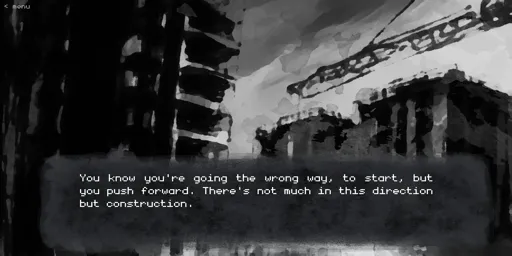 < menu
You know you're going the wrong way, to start, but
you push forward. There's not much in this direction
but construction.